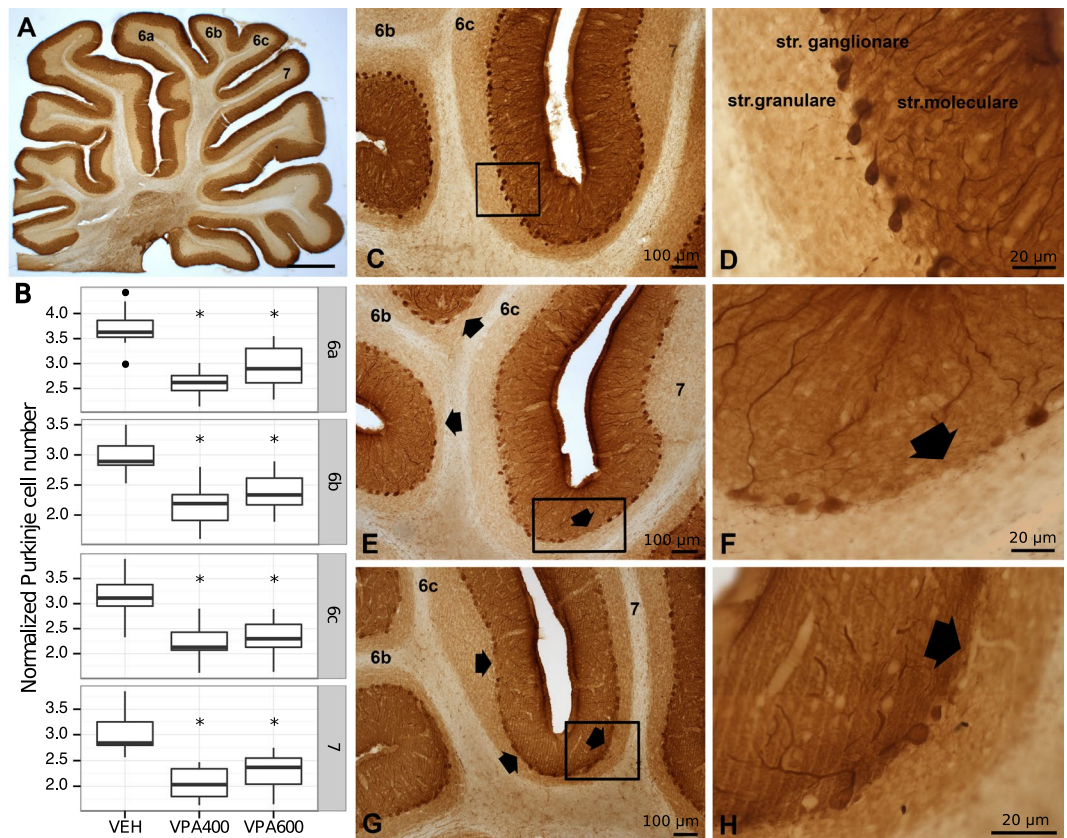 A
6a
6b
6c
7
B
Normalized Purkinje cell number
4.0
3.5
3.0
2.5
*
*
6a
3.5
3.0
2.5
2.0
*
*
6b
3.5
3.0
2.5
2.0
*
*
6c
3.5
3.0
2.5
2.0
*
*
7
VEH VPA400 VPA600
6b 6c 7
C 100 µm
str. ganglionare
str.granulare str.moleculare
D 20 µm
6b 6c
7
E 100 µm
F 20 µm
6c 7
6b
G 100 µm
H 20 µm